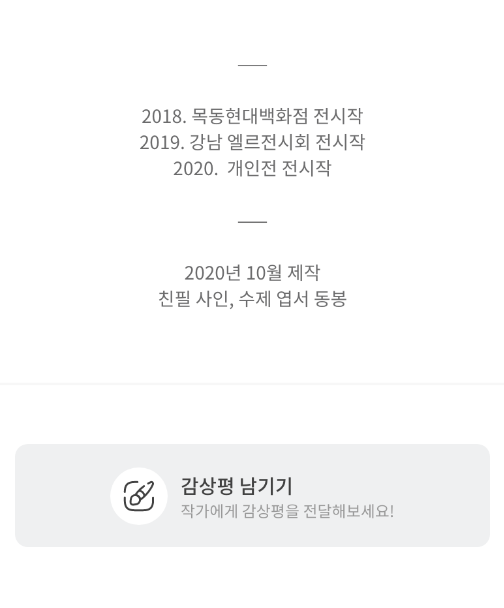 2018. 목동현대백화점 전시작
2019. 강남 엘르전시회 전시작
2020. 개인전 전시작
2020년 10월 제작
친필 사인, 수제 엽서 동봉
감상평 남기기
작가에게 감상평을 전달해보세요!